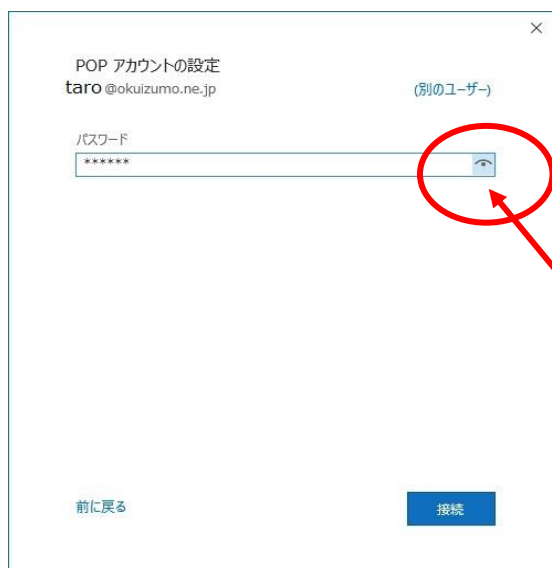 POP アカウントの設定
taro @okuizumo.ne.jp
(別のユーザー)
パスワード
******
前に戻る
接続